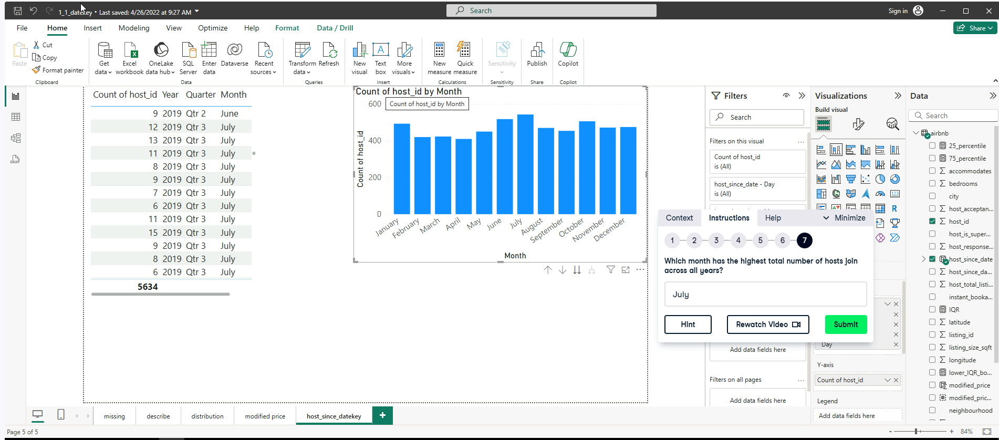 1_1_datekey • Last saved: 4/26/2022 at 9:27 AM
Search
Sign in
File Home Insert Modeling View Optimize Help Format Data / Drill
Share
Paste
Cut
Copy
Format painter
Clipboard
Get data
Excel workbook
OneLake data hub
SQL Server
Enter data
Dataverse
Recent sources
Data
Transform data
Refresh
Queries
New visual
Text box
More visuals
Insert
New measure
Quick measure
Calculations
Sensitivity
Sensitivity
Publish
Share
Copilot
Copilot
Count of host_id Year Quarter Month
9 2019 Qtr 2 June
12 2019 Qtr 3 July
13 2019 Qtr 3 July
11 2019 Qtr 3 July
8 2019 Qtr 3 July
9 2019 Qtr 3 July
7 2019 Qtr 3 July
6 2019 Qtr 3 July
11 2019 Qtr 3 July
15 2019 Qtr 3 July
9 2019 Qtr 3 July
8 2019 Qtr 3 July
6 2019 Qtr 3 July
5634
Count of host_id by Month
Count of host_id by Month
Count of host_id
600
400
200
0
January February March April May June July August September October November December
Month
Filters
Search
Filters on this visual
...
Count of host_id
is (All)
host_since_date - Day
is (All)
Add data fields here
Filters on all pages
...
Add data fields here
Visualizations
Build visual
123
R
Day
Y-axis
Count of host_id
Legend
Add data fields here
Context Instructions Help Minimize
1 2 3 4 5 6 7
Which month has the highest total number of hosts join
across all years?
July
Hint
Rewatch Video
Submit
Data
Search
airbnb
25_percentile
75_percentile
accommodates
bedrooms
city
host_acceptan...
host_id
host_is_super...
host_response...
host_since_date
host_since_da...
host_total_listi...
instant_booka...
IQR
latitude
listing_id
listing_size_sqft
longitude
lower_IQR_bo...
modified_price
modified_pric...
neighbourhood
missing describe distribution modified price host_since_datekey +
Page 5 of 5
- + 84%